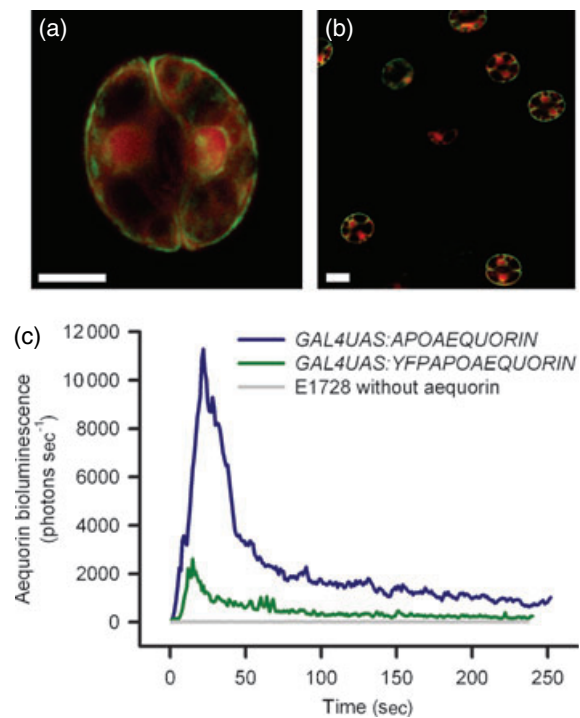 (a)
(b)
(c)
12 000
10 000
8000
6000
4000
2000
0
Aequorin bioluminescence
(photons sec⁻¹)
GAL4UAS:APOAEQUORIN
GAL4UAS:YFPAPOAEQUORIN
E1728 without aequorin
0 50 100 150 200 250
Time (sec)